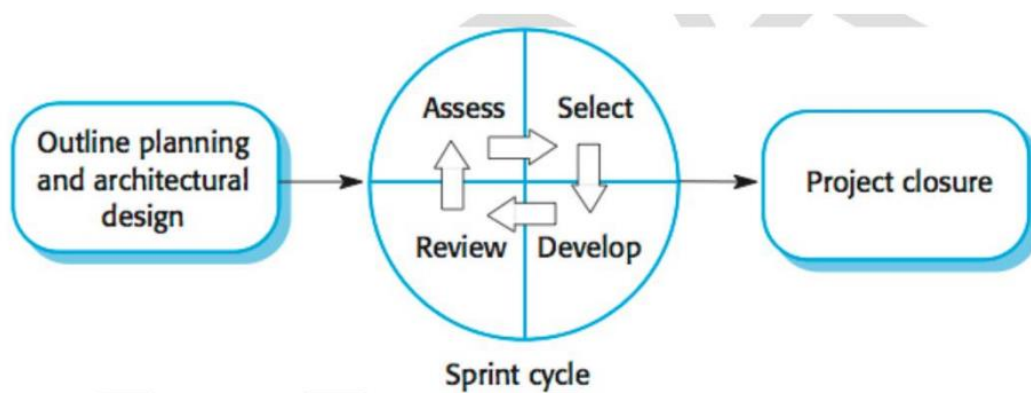 Outline planning
and architectural
design
Assess
Select
Review
Develop
Sprint cycle
Project closure